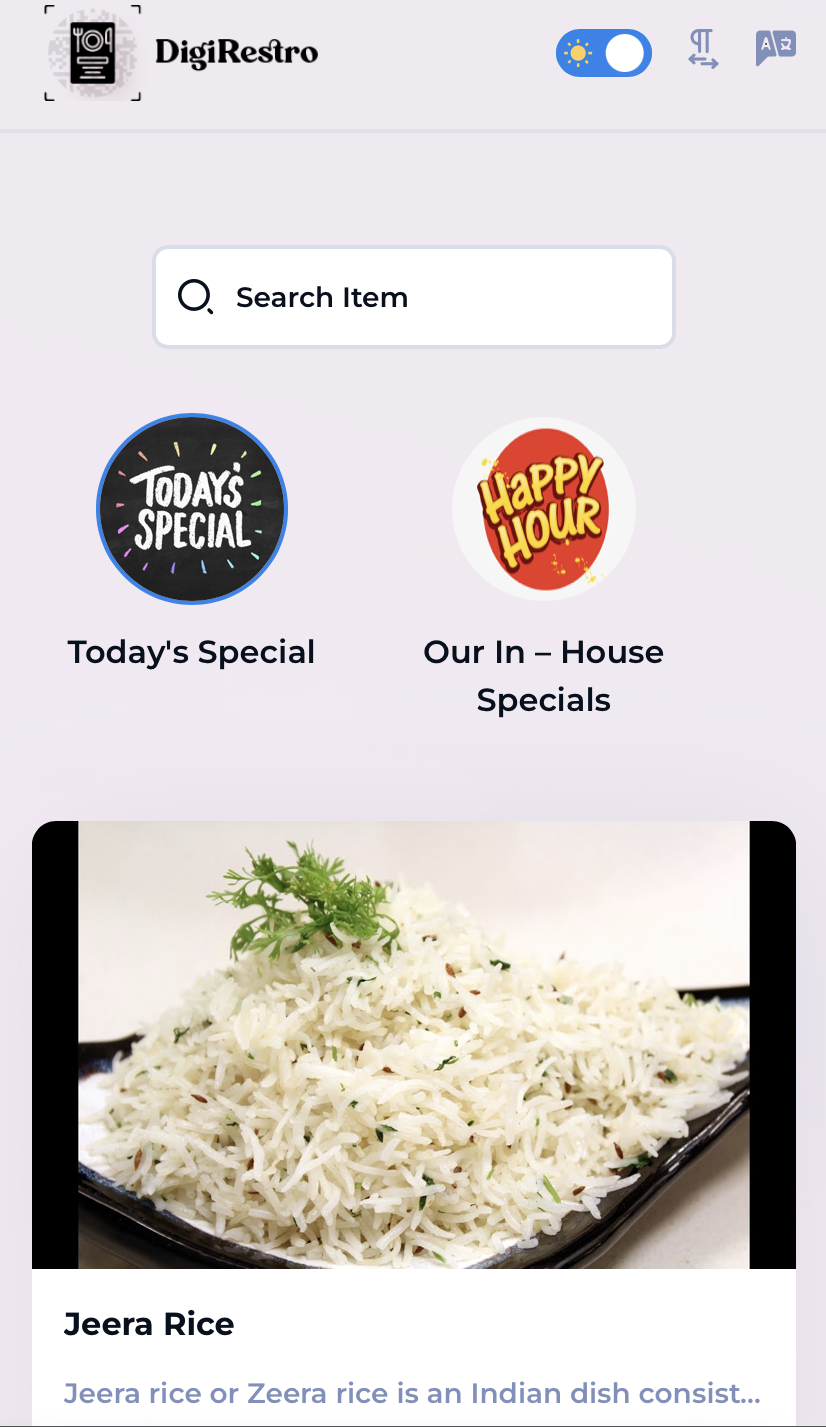 DigiRestro
Search Item
TODAY'S
SPECIAL
HAPPY
HOUR
Today's Special
Our In – House
Specials
Jeera Rice
Jeera rice or Zeera rice is an Indian dish consist...